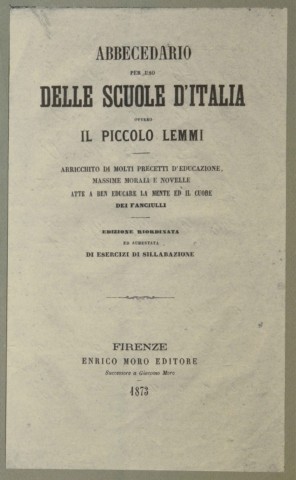 ABBECEDARIO
PER USO
DELLE SCUOLE D'ITALIA
OVVERO
IL PICCOLO LEMMI
ARRICCHITO DI MOLTI PRECETTI D'EDUCAZIONE,
MASSIME MORALI E NOVELLE
ATTE A BEN EDUCARE LA MENTE ED IL CUORE
DEI FANCIULLI
EDIZIONE RIORDINATA
ED AUMENTATA
DI ESERCIZI DI SILLABAZIONE
FIRENZE
ENRICO MORO EDITORE
Successore a Giacomo Moro
1873